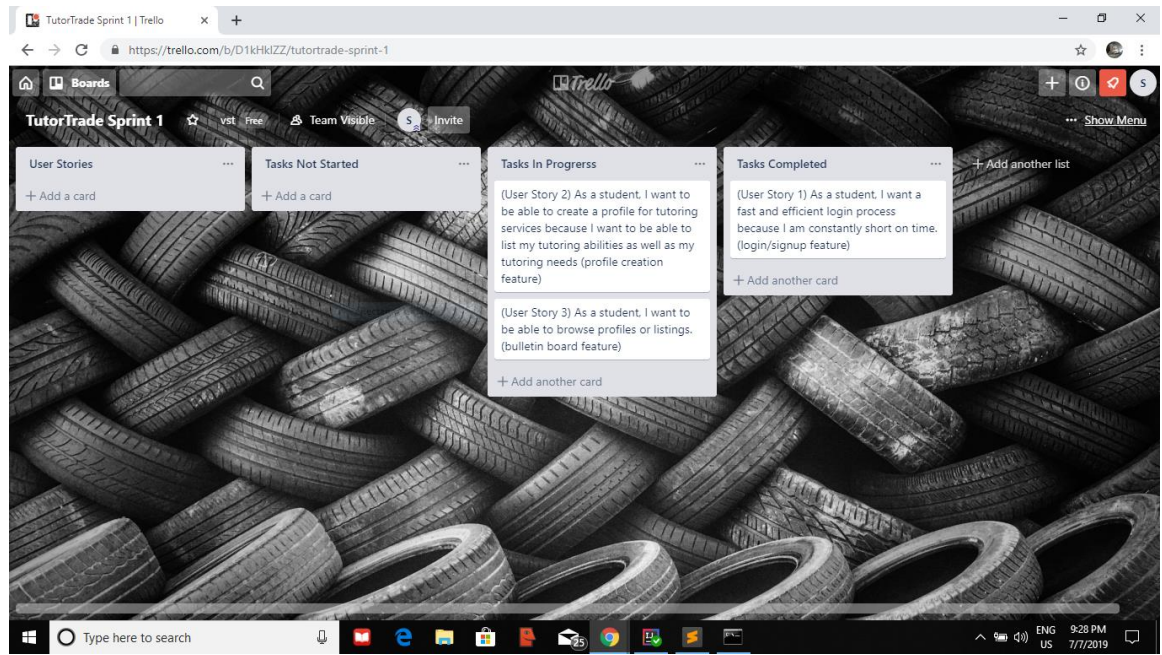 TutorTrade Sprint 1 | Trello
https://trello.com/b/D1kHklZZ/tutortrade-sprint-1
Boards
Trello
S
TutorTrade Sprint 1
vst Free
Team Visible
S
Invite
Show Menu
User Stories
+ Add a card
Tasks Not Started
+ Add a card
Tasks In Progrerss
(User Story 2) As a student, I want to
be able to create a profile for tutoring
services because I want to be able to
list my tutoring abilities as well as my
tutoring needs (profile creation
feature)
(User Story 3) As a student, I want to
be able to browse profiles or listings.
(bulletin board feature)
+ Add another card
Tasks Completed
(User Story 1) As a student, I want a
fast and efficient login process
because I am constantly short on time.
(login/signup feature)
+ Add another card
+ Add another list
Type here to search
25
ENG
US
9:28 PM
7/7/2019